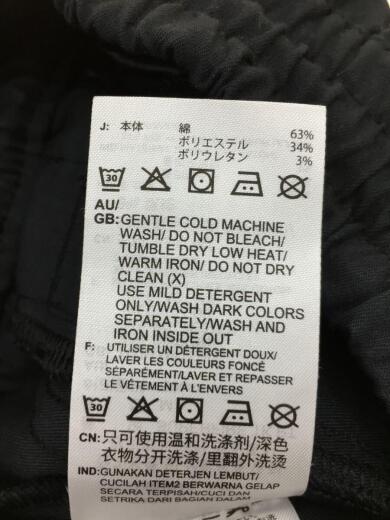 J: 本体 綿 63%
ポリエステル 34%
ポリウレタン 3%
30
AU/
GB: GENTLE COLD MACHINE
WASH/ DO NOT BLEACH/
TUMBLE DRY LOW HEAT/
WARM IRON/ DO NOT DRY
CLEAN (X)
USE MILD DETERGENT
ONLY/WASH DARK COLORS
SEPARATELY/WASH AND
IRON INSIDE OUT
F: UTILISER UN DÉTERGENT DOUX/
LAVER LES COULEURS FONCÉ
SÉPARÉMENT/LAVER ET REPASSER
LE VÊTEMENT À L'ENVERS
30
CN: 只可使用温和洗涤剂/深色
衣物分开洗涤/里翻外洗烫
IND: GUNAKAN DETERJEN LEMBUT/
CUCILAH ITEM2 BERWARNA GELAP
SECARA TERPISAH/CUCI DAN
SETRIKA DARI BAGIAN DALAM